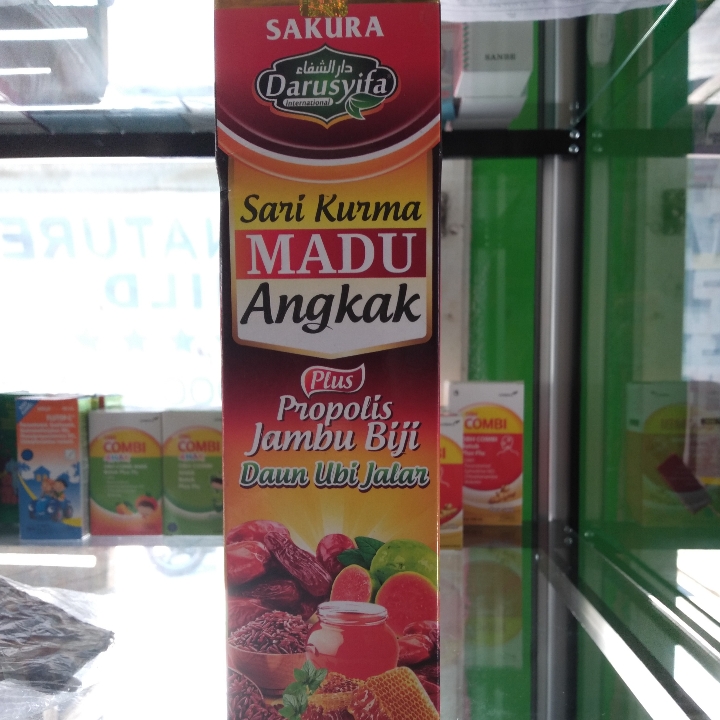 SAKURA
دار الشفاء
Darusyifa
International
Sari Kurma
MADU
Angkak
Plus
Propolis
Jambu Biji
Daun Ubi Jalar
COMBI
COMBI
COMBI